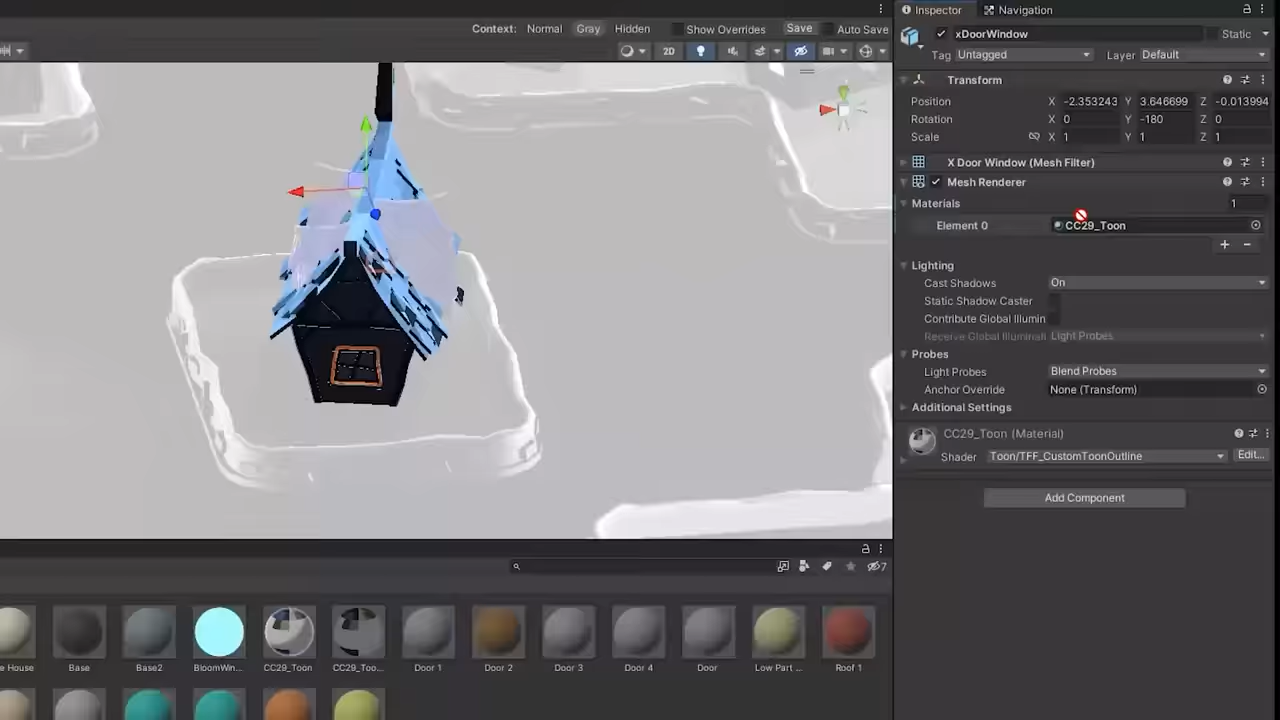 Inspector Navigation
Context: Normal Gray Hidden Show Overrides Save Auto Save
xDoorWindow Static
Tag Untagged Layer Default
2D
Transform
Position X -2.353243 Y 3.646699 Z -0.013994
Rotation X 0 Y -180 Z 0
Scale X 1 Y 1 Z 1
X Door Window (Mesh Filter)
Mesh Renderer
Materials 1
Element 0 CC29_Toon
Lighting
Cast Shadows On
Static Shadow Caster
Contribute Global Illumin
Receive Global Illuminati Light Probes
Probes
Light Probes Blend Probes
Anchor Override None (Transform)
Additional Settings
CC29_Toon (Material)
Shader Toon/TFF_CustomToonOutline Edit...
Add Component
7
e House Base Base2 BloomWin... CC29_Toon CC29_Too... Door 1 Door 2 Door 3 Door 4 Door Low Part ... Roof 1